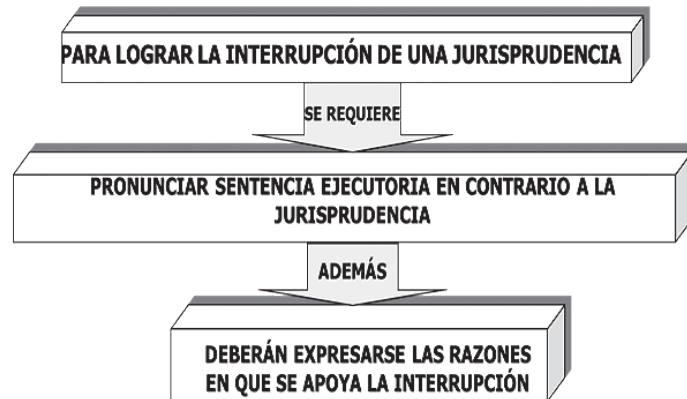 PARA LOGRAR LA INTERRUPCIÓN DE UNA JURISPRUDENCIA
SE REQUIERE
PRONUNCIAR SENTENCIA EJECUTORIA EN CONTRARIO A LA
JURISPRUDENCIA
ADEMÁS
DEBERÁN EXPRESARSE LAS RAZONES
EN QUE SE APOYA LA INTERRUPCIÓN